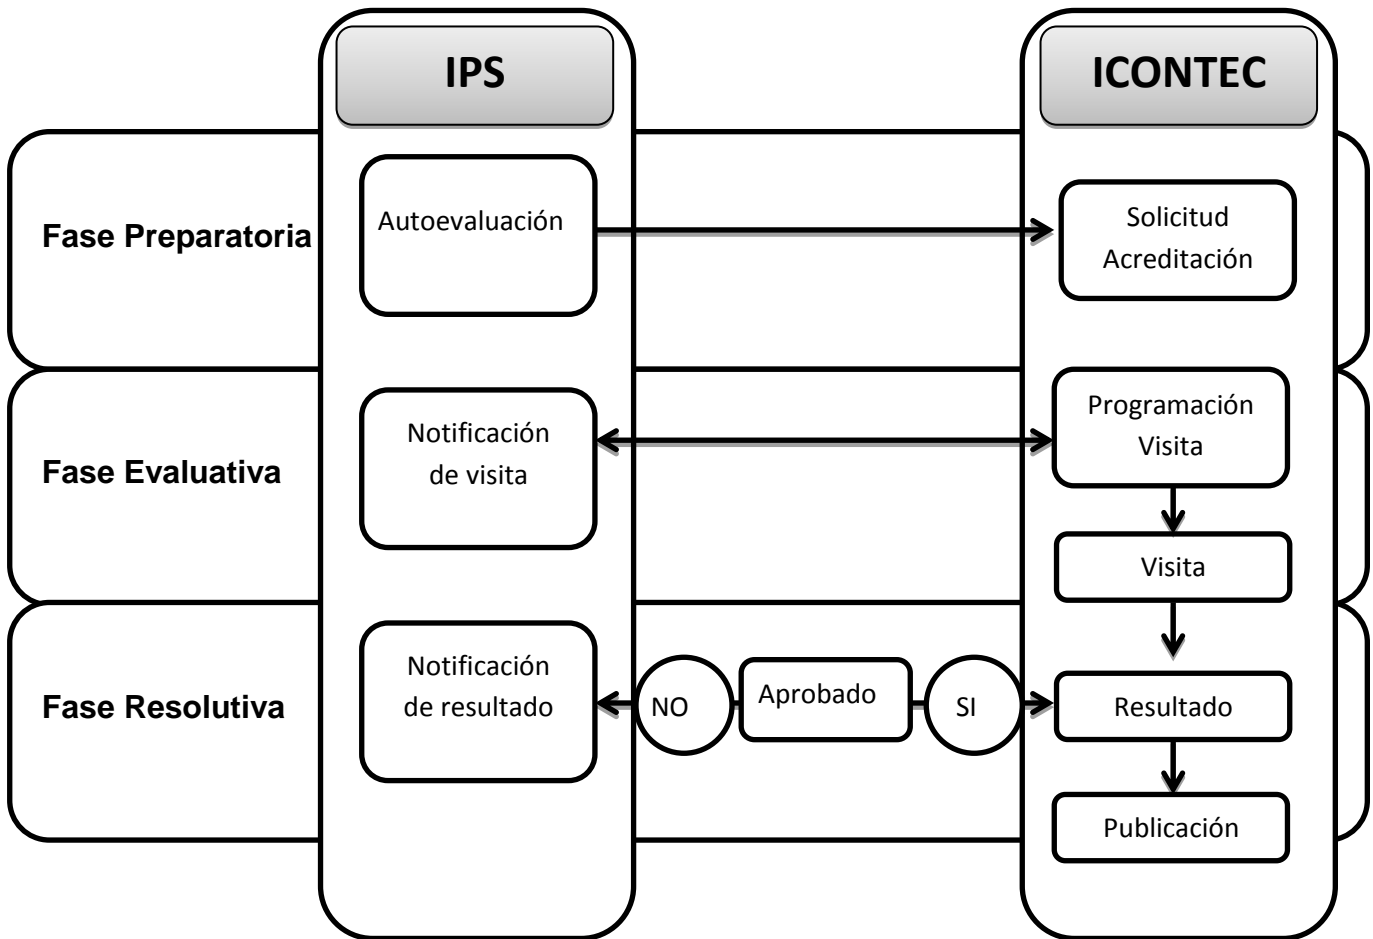 IPS
ICONTEC
Fase Preparatoria
Autoevaluación
Solicitud
Acreditación
Fase Evaluativa
Notificación
de visita
Programación
Visita
Visita
Fase Resolutiva
Notificación
de resultado
NO
Aprobado
SI
Resultado
Publicación